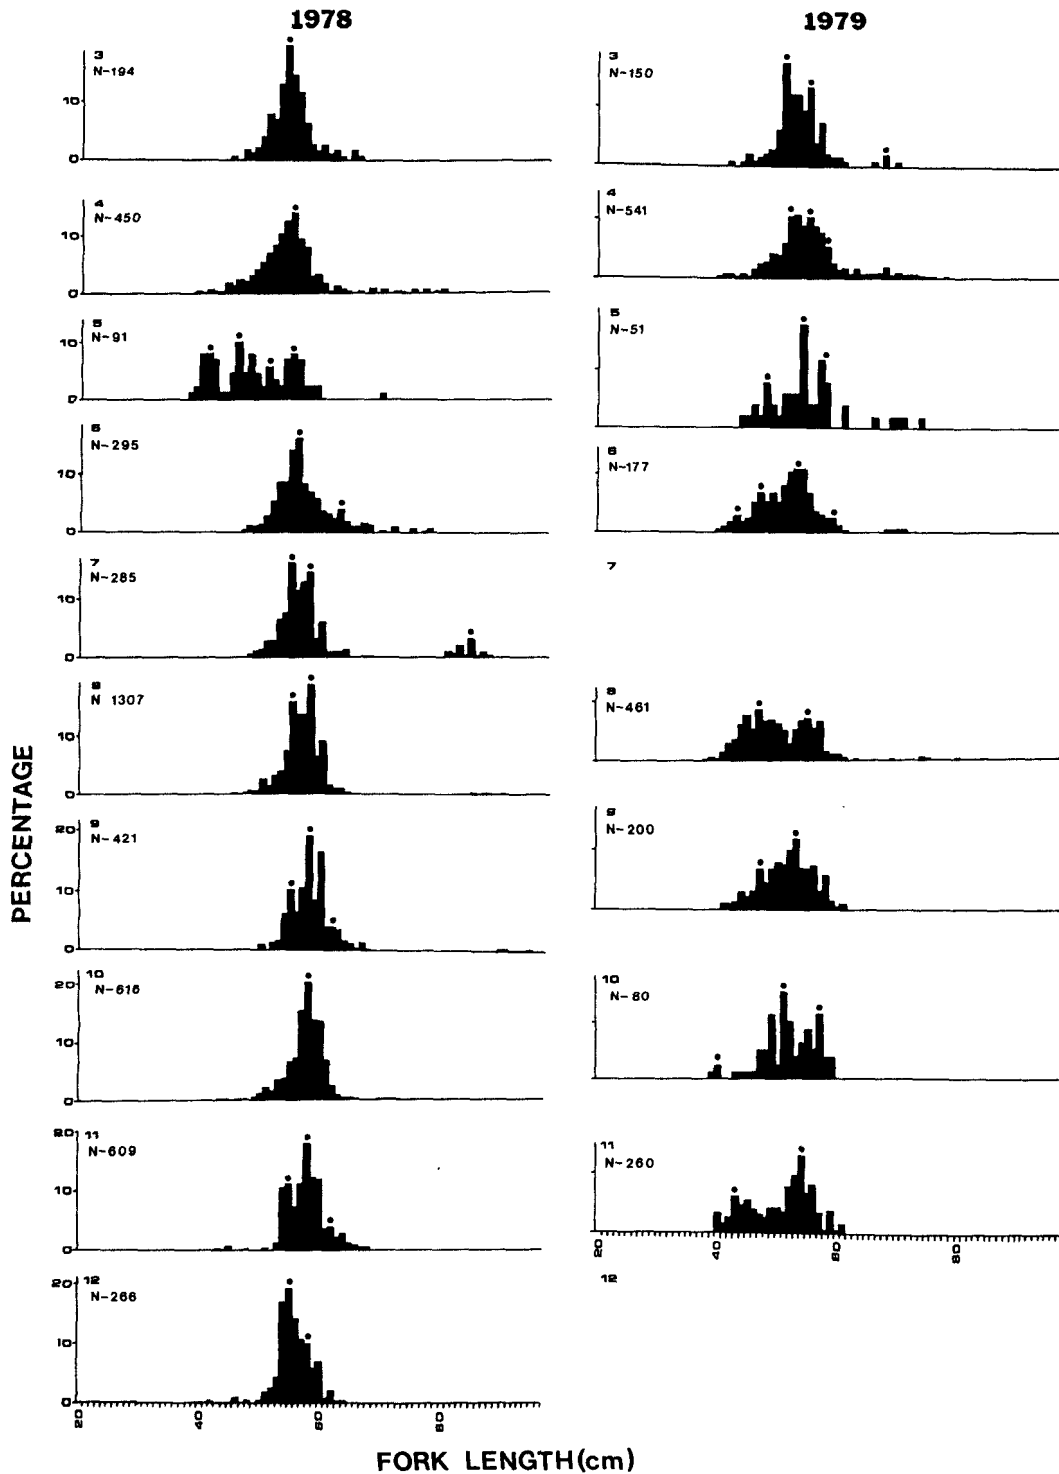 1978
3
N-194
10
0
4
N-450
10
0
5
N-91
10
0
6
N-295
10
0
7
N-285
10
0
8
N 1307
10
0
9
N-421
20
10
0
10
N-616
20
10
0
11
N-609
20
10
0
12
N-266
20
10
0
20
40
60
80
1979
3
N-150
4
N-541
5
N-51
6
N-177
7
8
N-461
9
N-200
10
N-80
11
N-260
20
40
60
80
12
PERCENTAGE
FORK LENGTH(cm)